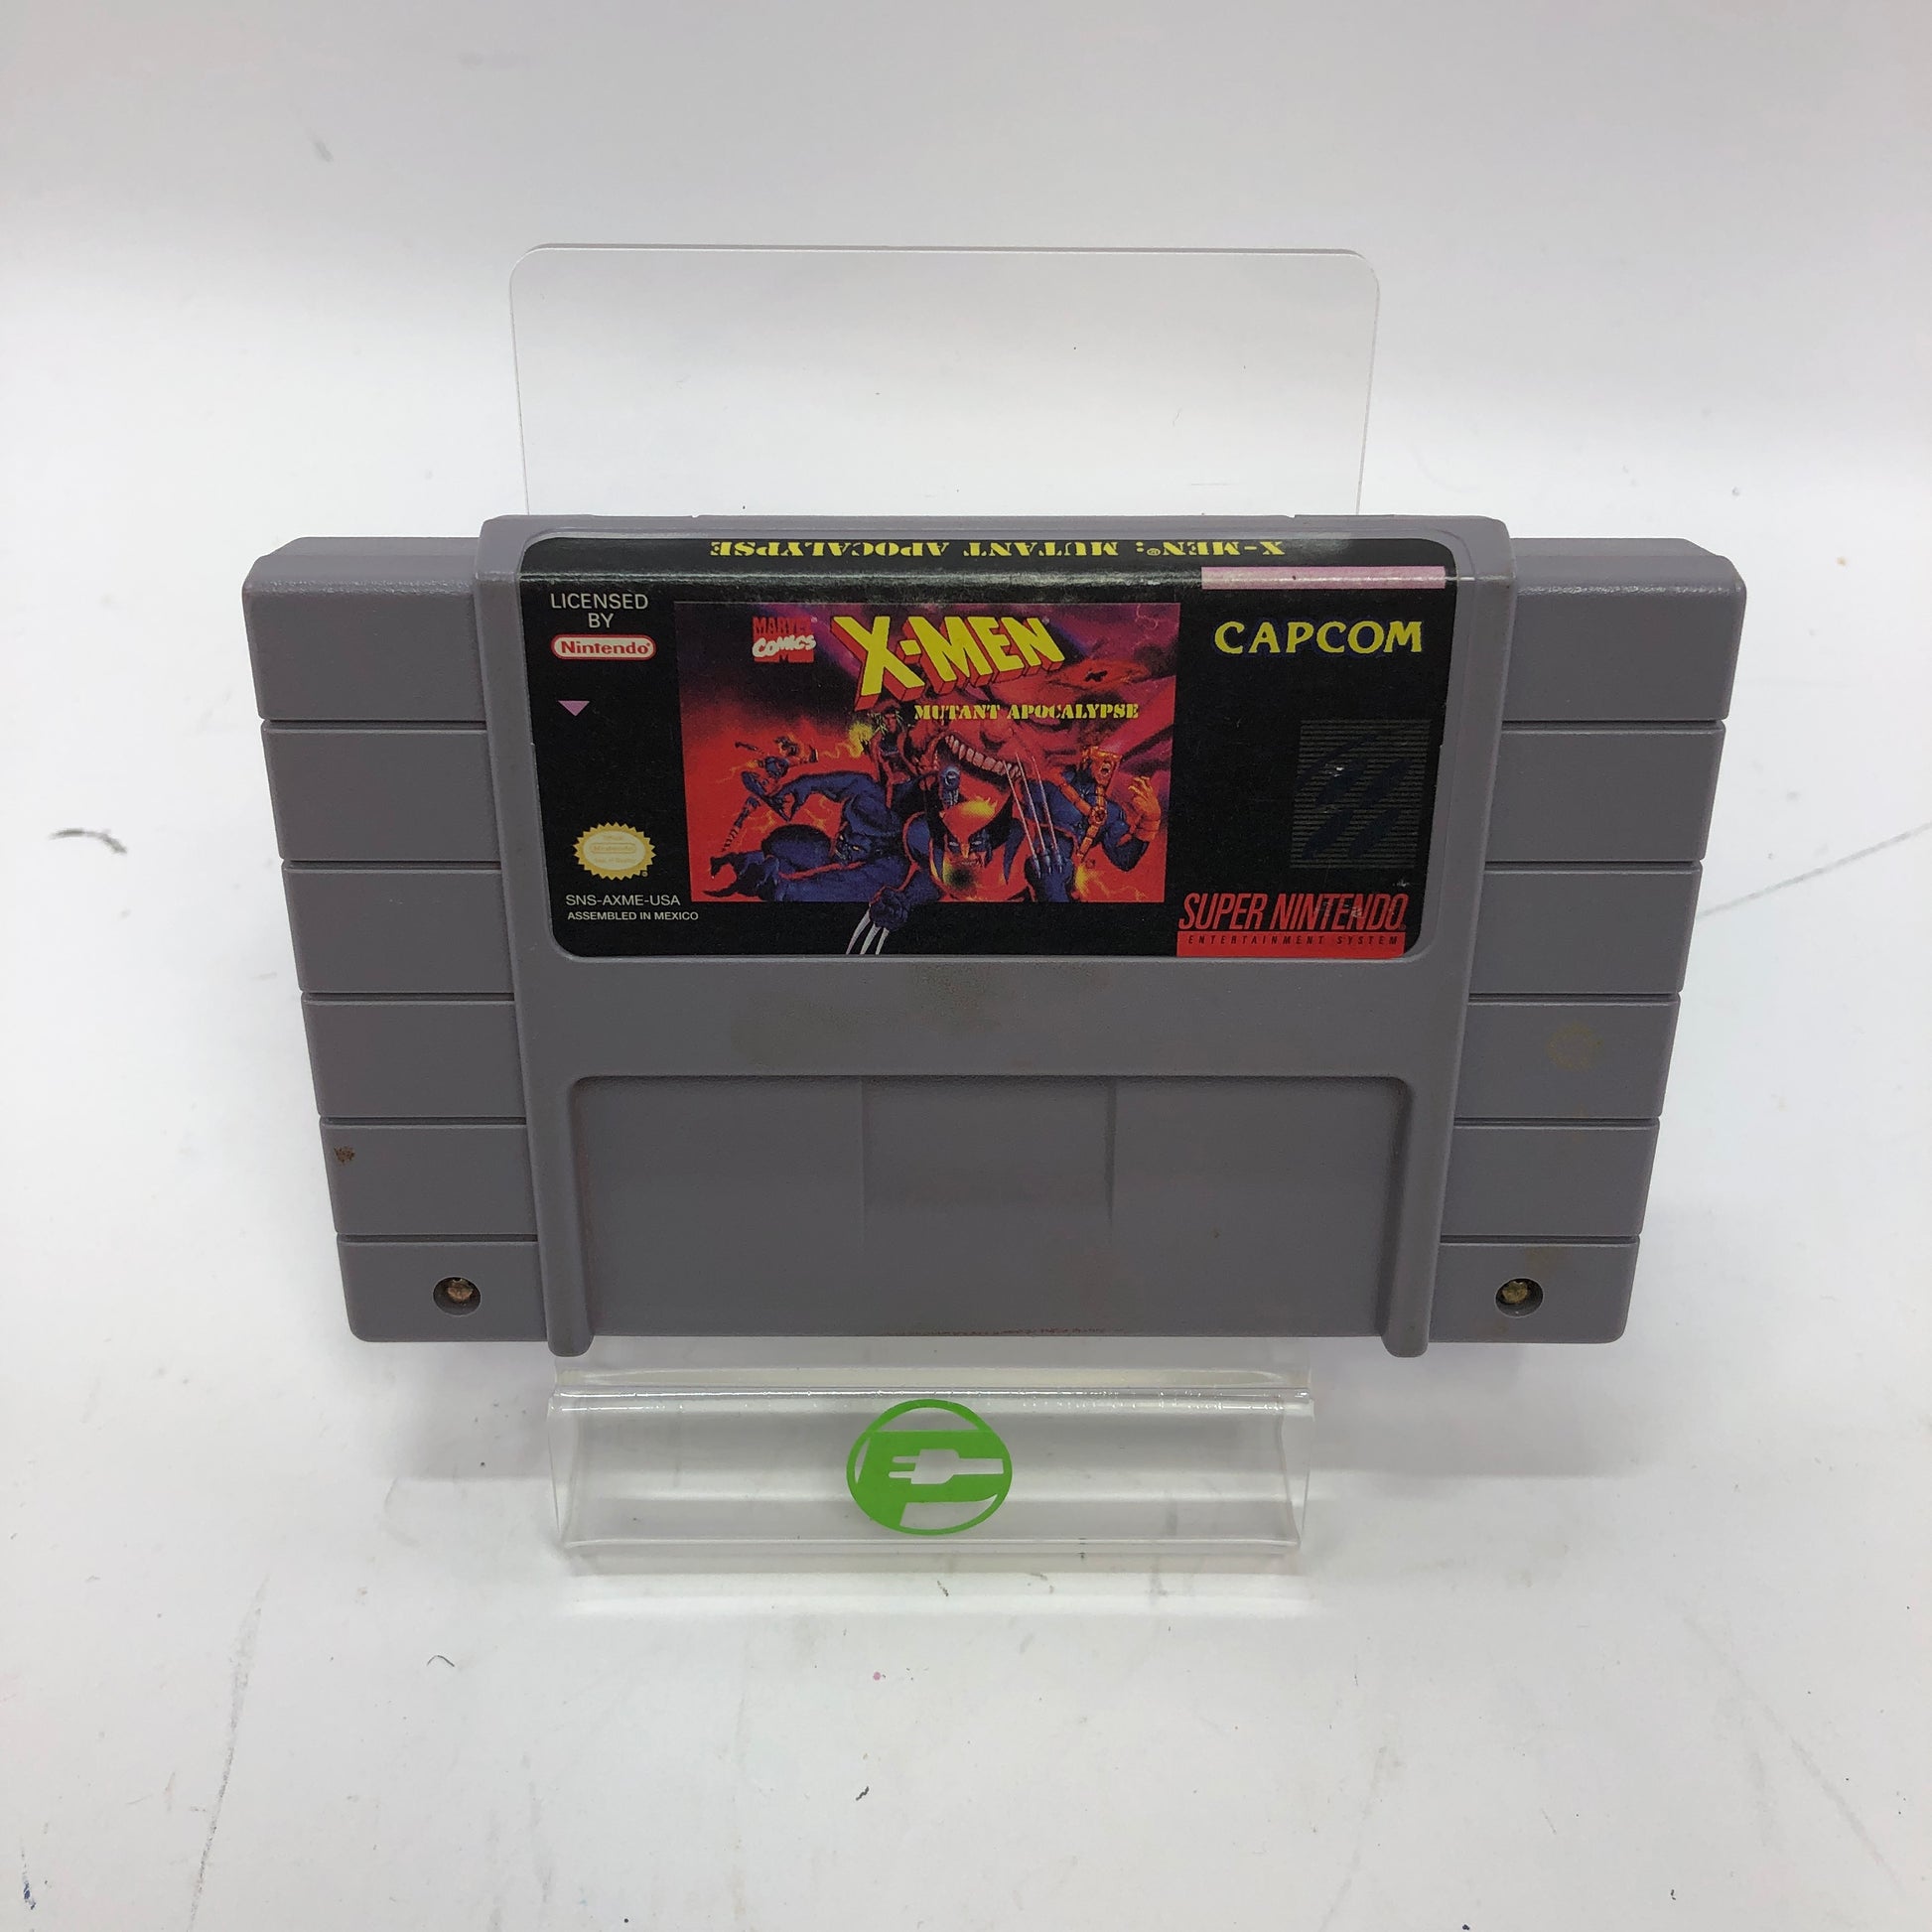 X-MEN®: MUTANT APOCALYPSE
LICENSED
BY
Nintendo®
MARVEL
COMICS
X-MEN
MUTANT APOCALYPSE
CAPCOM
Nintendo
SNS-AXME-USA
ASSEMBLED IN MEXICO
SUPER NINTENDO
ENTERTAINMENT SYSTEM